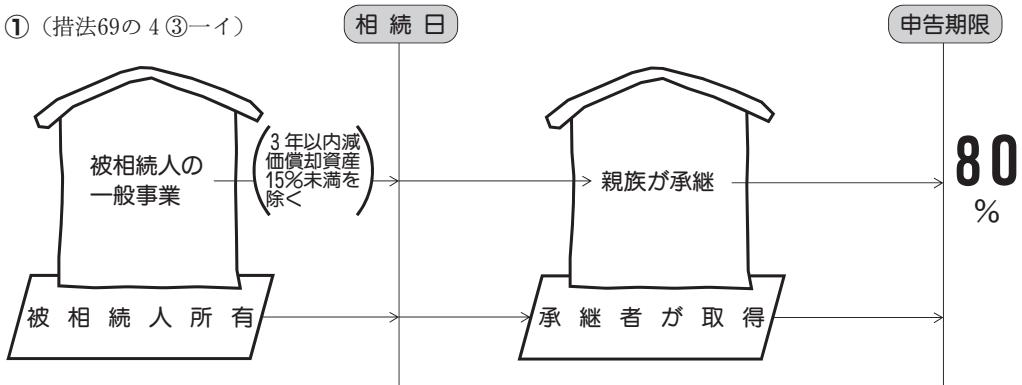 ① (措法69の4③一イ)
相続日
申告期限
被相続人の
一般事業
3年以内減
価償却資産
15%未満を
除く
親族が承継
80
%
被相続人所有
承継者が取得